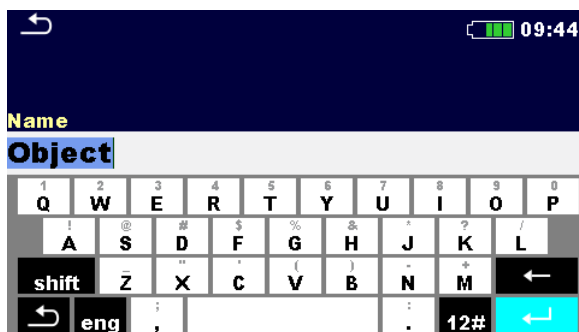 09:44
Name
Object
1 2 3 4 5 6 7 8 9 0
Q W E R T Y U I O P
! @ # $ % & * ? /
A S D F G H J K L
_ " ' ( ) - +
shift Z X C V B N M
; :
eng , . 12#